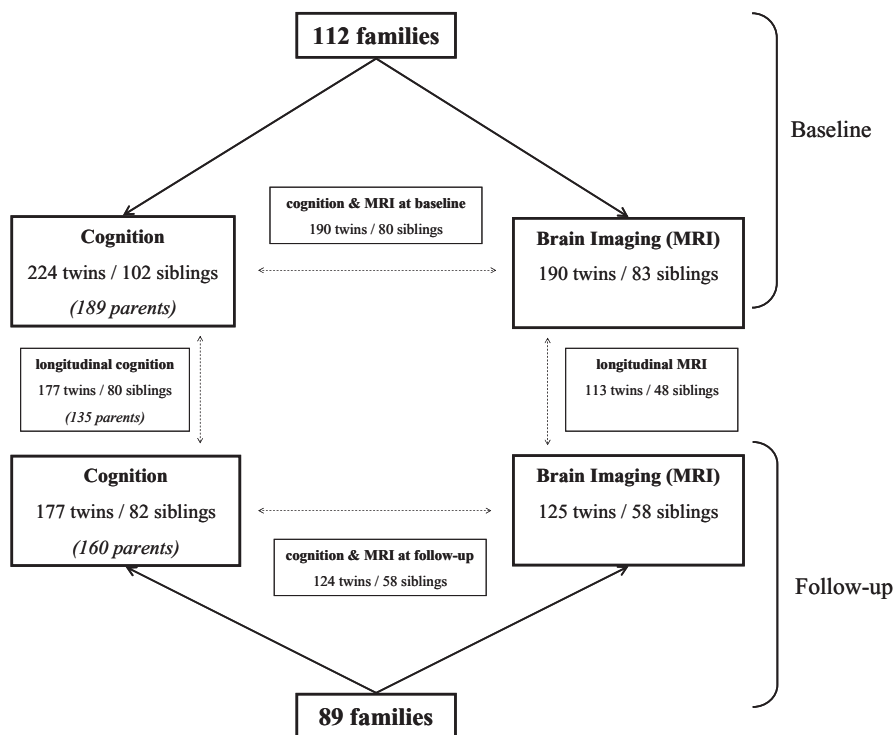 112 families
Baseline
cognition & MRI at baseline
190 twins / 80 siblings
Cognition
224 twins / 102 siblings
(189 parents)
Brain Imaging (MRI)
190 twins / 83 siblings
longitudinal cognition
177 twins / 80 siblings
(135 parents)
longitudinal MRI
113 twins / 48 siblings
Cognition
177 twins / 82 siblings
(160 parents)
Brain Imaging (MRI)
125 twins / 58 siblings
cognition & MRI at follow-up
124 twins / 58 siblings
Follow-up
89 families